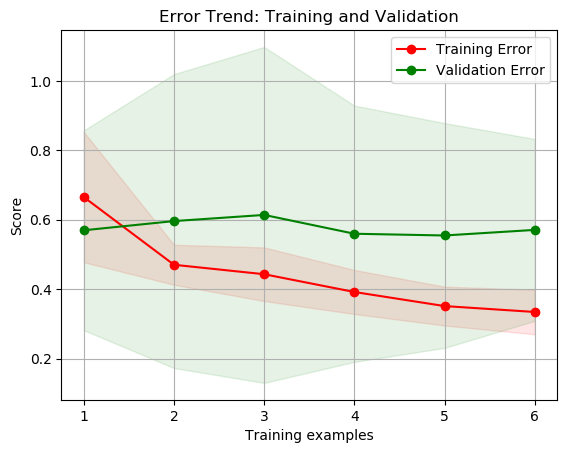 Error Trend: Training and Validation
Training Error
Validation Error
Score
1.0
0.8
0.6
0.4
0.2
1 2 3 4 5 6
Training examples